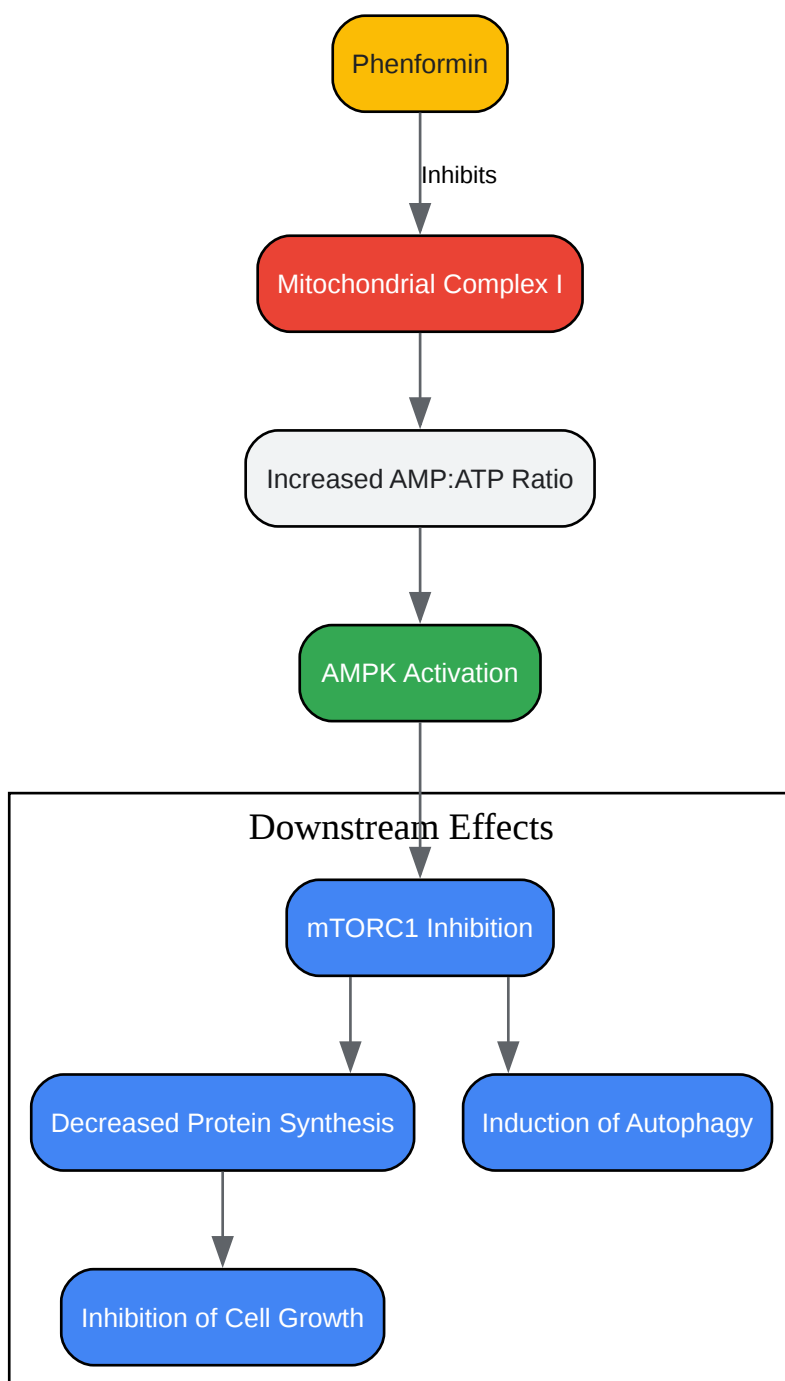 Phenformin
Inhibits
Mitochondrial Complex I
Increased AMP:ATP Ratio
AMPK Activation
Downstream Effects
mTORC1 Inhibition
Decreased Protein Synthesis
Induction of Autophagy
Inhibition of Cell Growth